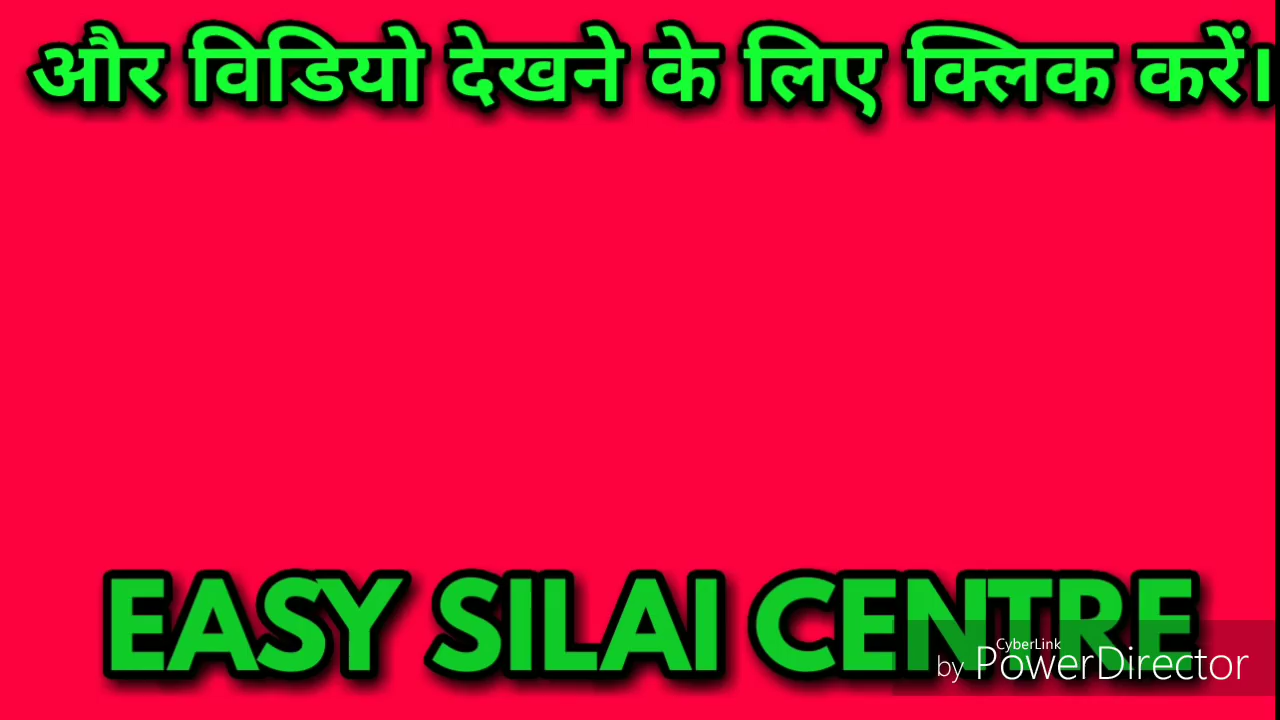 और विडियो देखने के लिए क्लिक करें।
EASY SILAI CENTRE
CyberLink
by PowerDirector